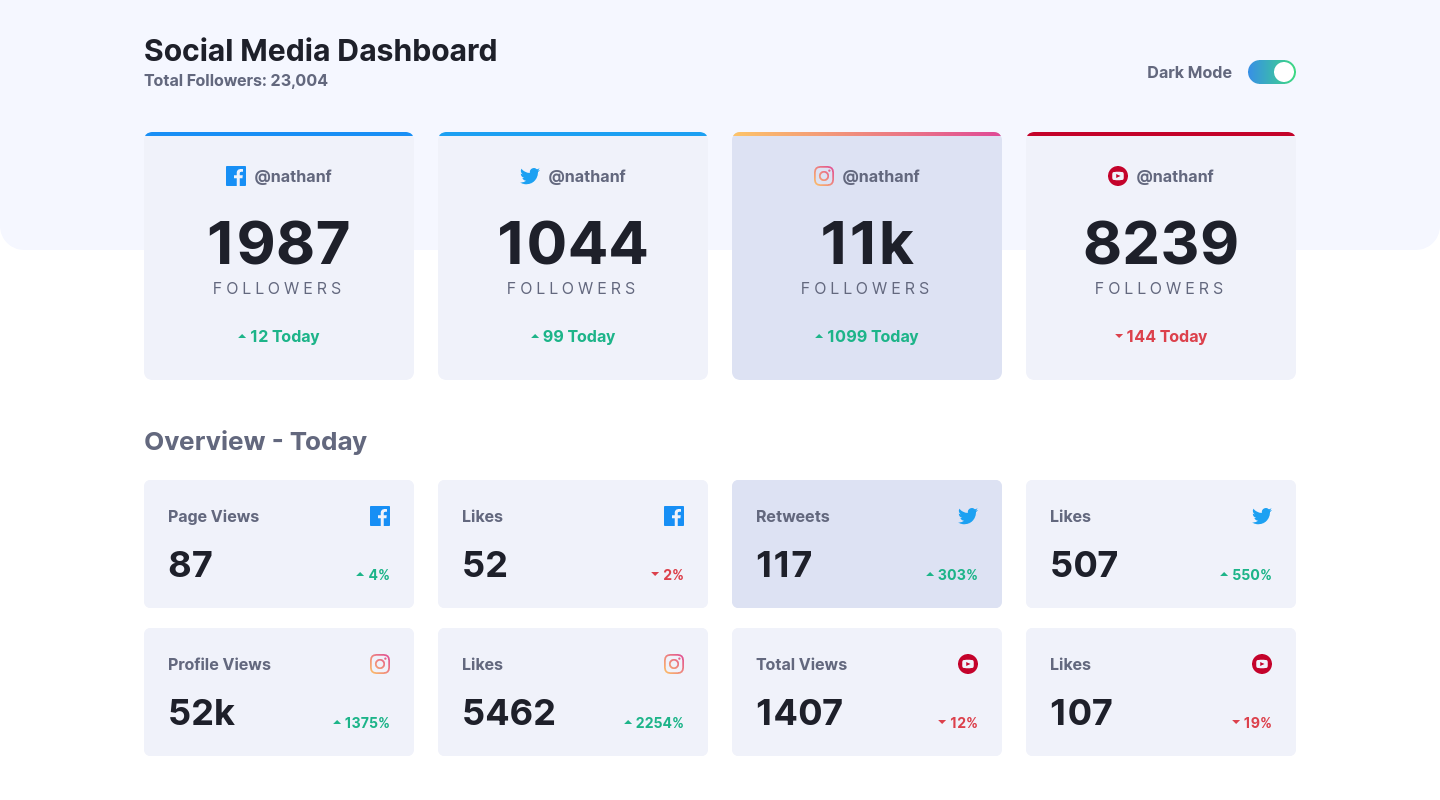 Social Media Dashboard
Total Followers: 23,004
Dark Mode
@nathanf
1987
FOLLOWERS
12 Today
@nathanf
1044
FOLLOWERS
99 Today
@nathanf
11k
FOLLOWERS
1099 Today
@nathanf
8239
FOLLOWERS
144 Today
Overview - Today
Page Views
87
4%
Likes
52
2%
Retweets
117
303%
Likes
507
550%
Profile Views
52k
1375%
Likes
5462
2254%
Total Views
1407
12%
Likes
107
19%